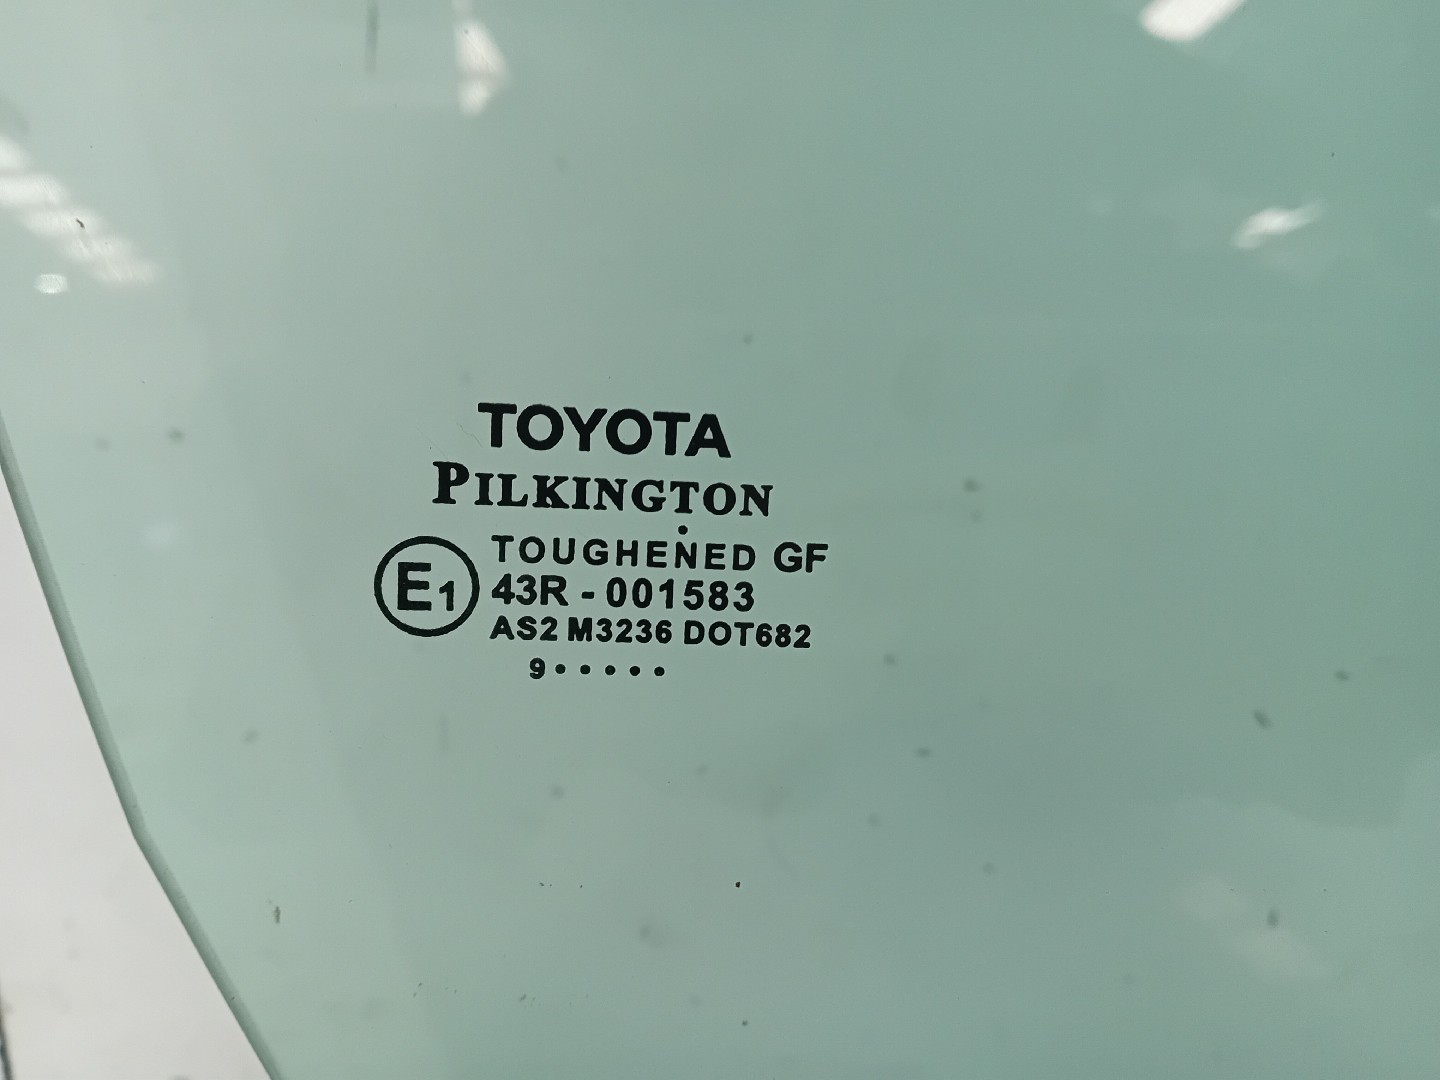 TOYOTA
PILKINGTON
TOUGHENED GF
E1
43R - 001583
AS2 M3236 DOT682
9•••••